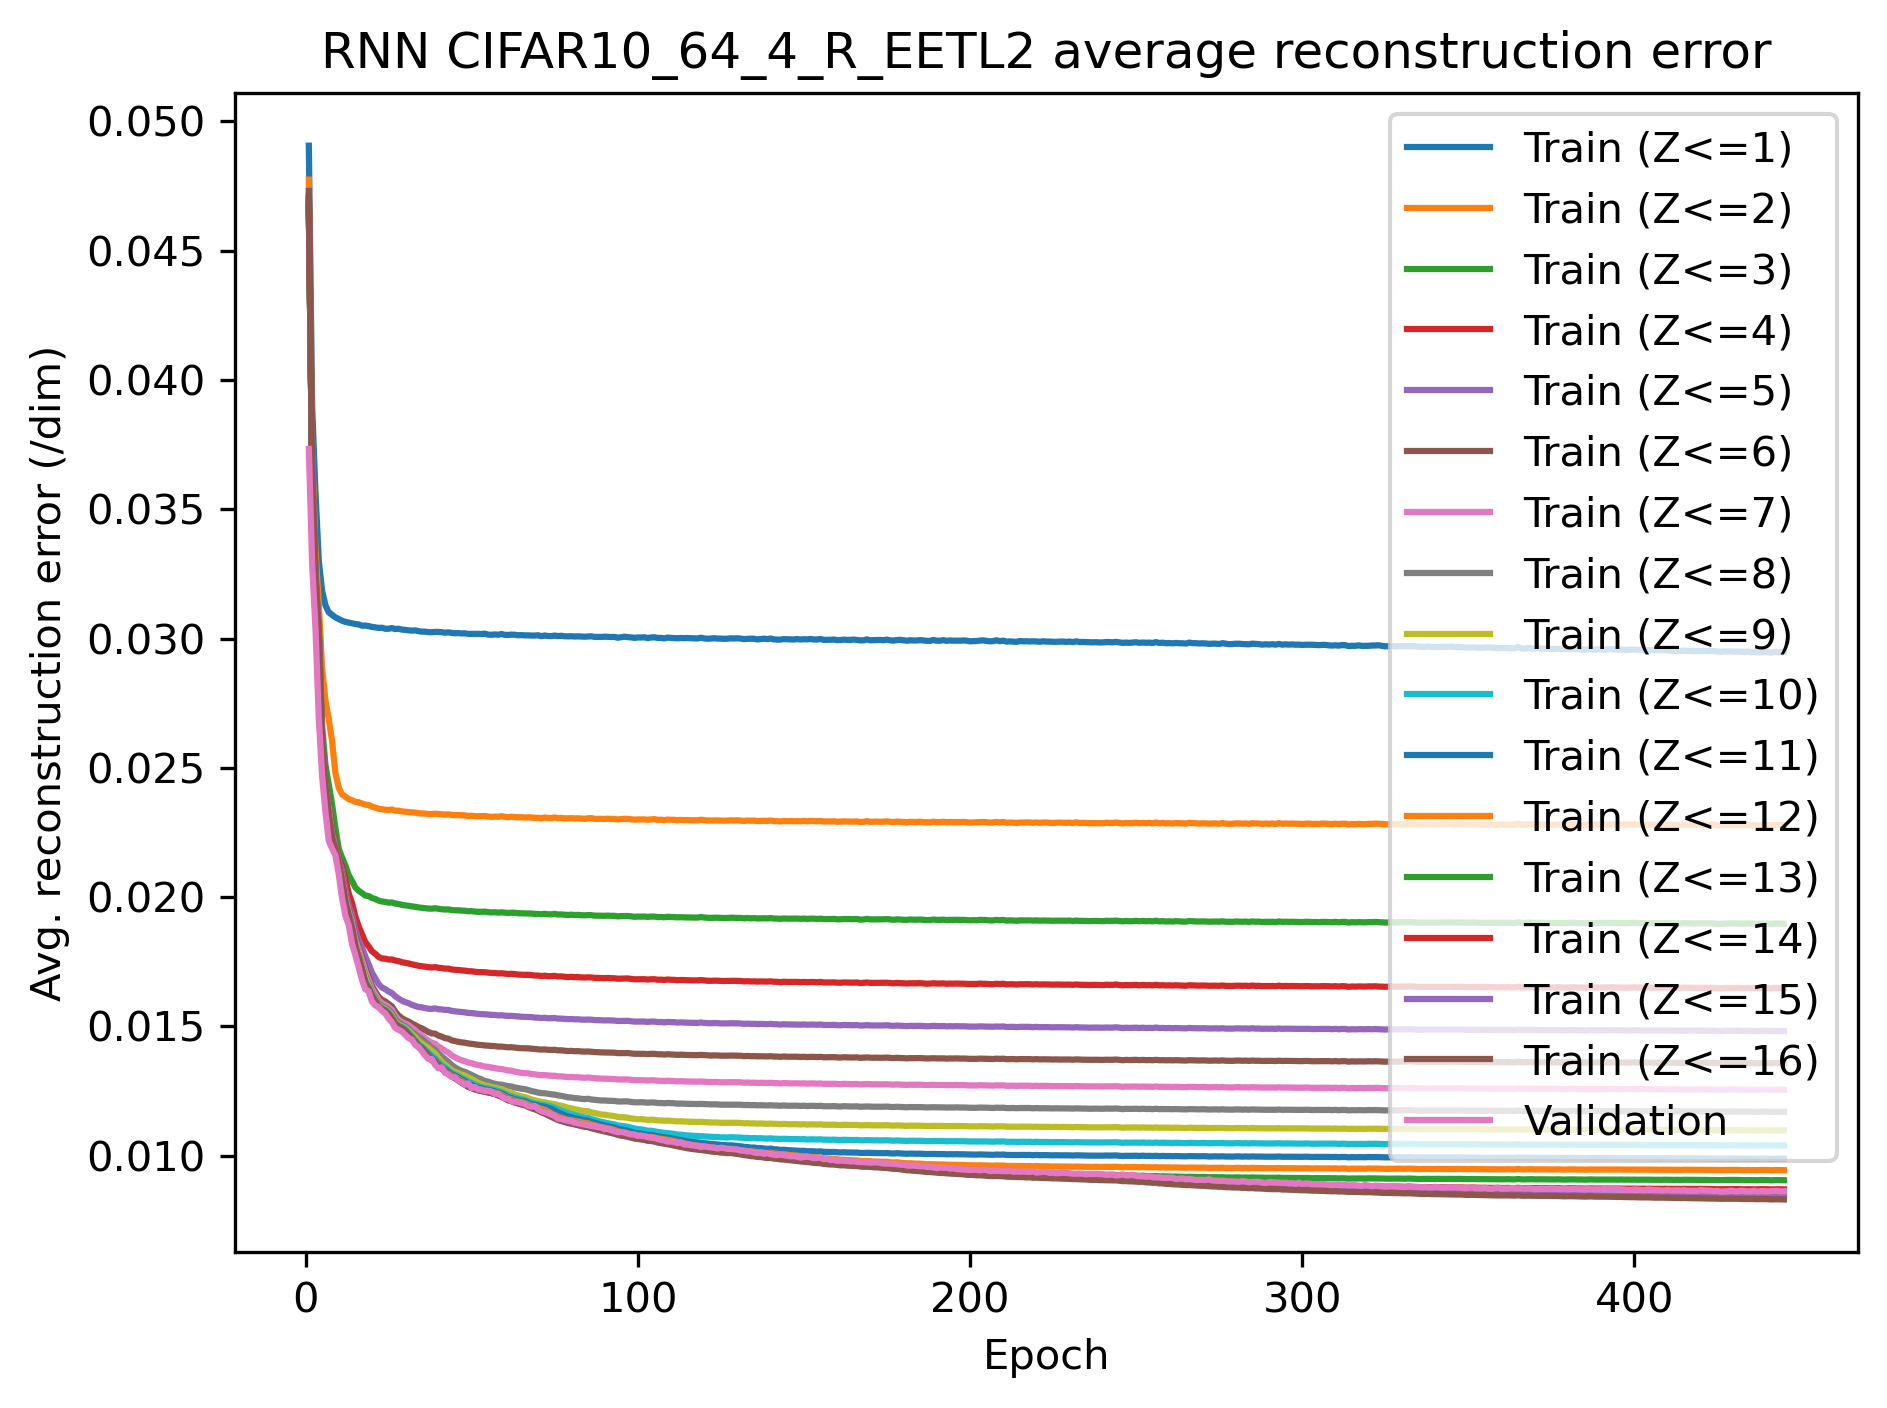 RNN CIFAR10_64_4_R_EETL2 average reconstruction error
Avg. reconstruction error (/dim)
0.050
0.045
0.040
0.035
0.030
0.025
0.020
0.015
0.010
Train (Z<=1)
Train (Z<=2)
Train (Z<=3)
Train (Z<=4)
Train (Z<=5)
Train (Z<=6)
Train (Z<=7)
Train (Z<=8)
Train (Z<=9)
Train (Z<=10)
Train (Z<=11)
Train (Z<=12)
Train (Z<=13)
Train (Z<=14)
Train (Z<=15)
Train (Z<=16)
Validation
0 100 200 300 400
Epoch